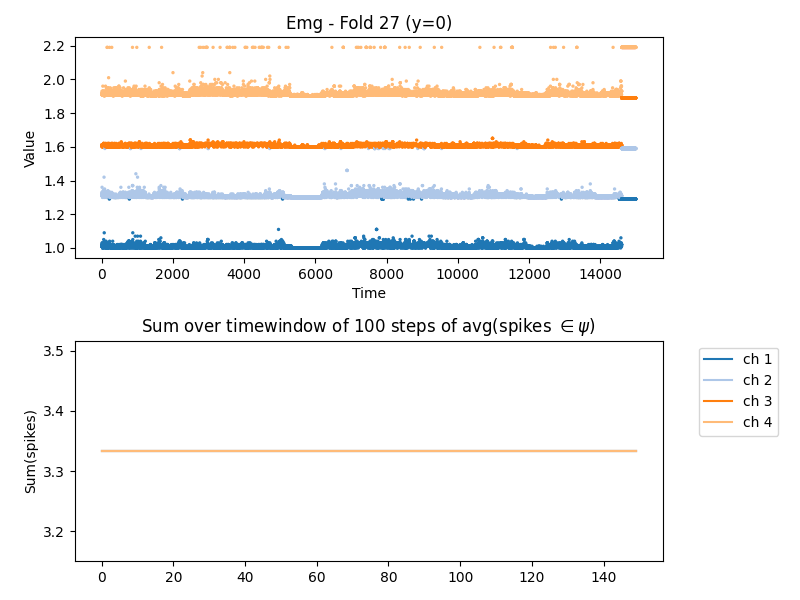 Emg - Fold 27 (y=0)
2.2
2.0
1.8
1.6
1.4
1.2
1.0
Value
0 2000 4000 6000 8000 10000 12000 14000
Time
Sum over timewindow of 100 steps of avg(spikes ∈ψ)
3.5
3.4
3.3
3.2
Sum(spikes)
0 20 40 60 80 100 120 140
ch 1
ch 2
ch 3
ch 4